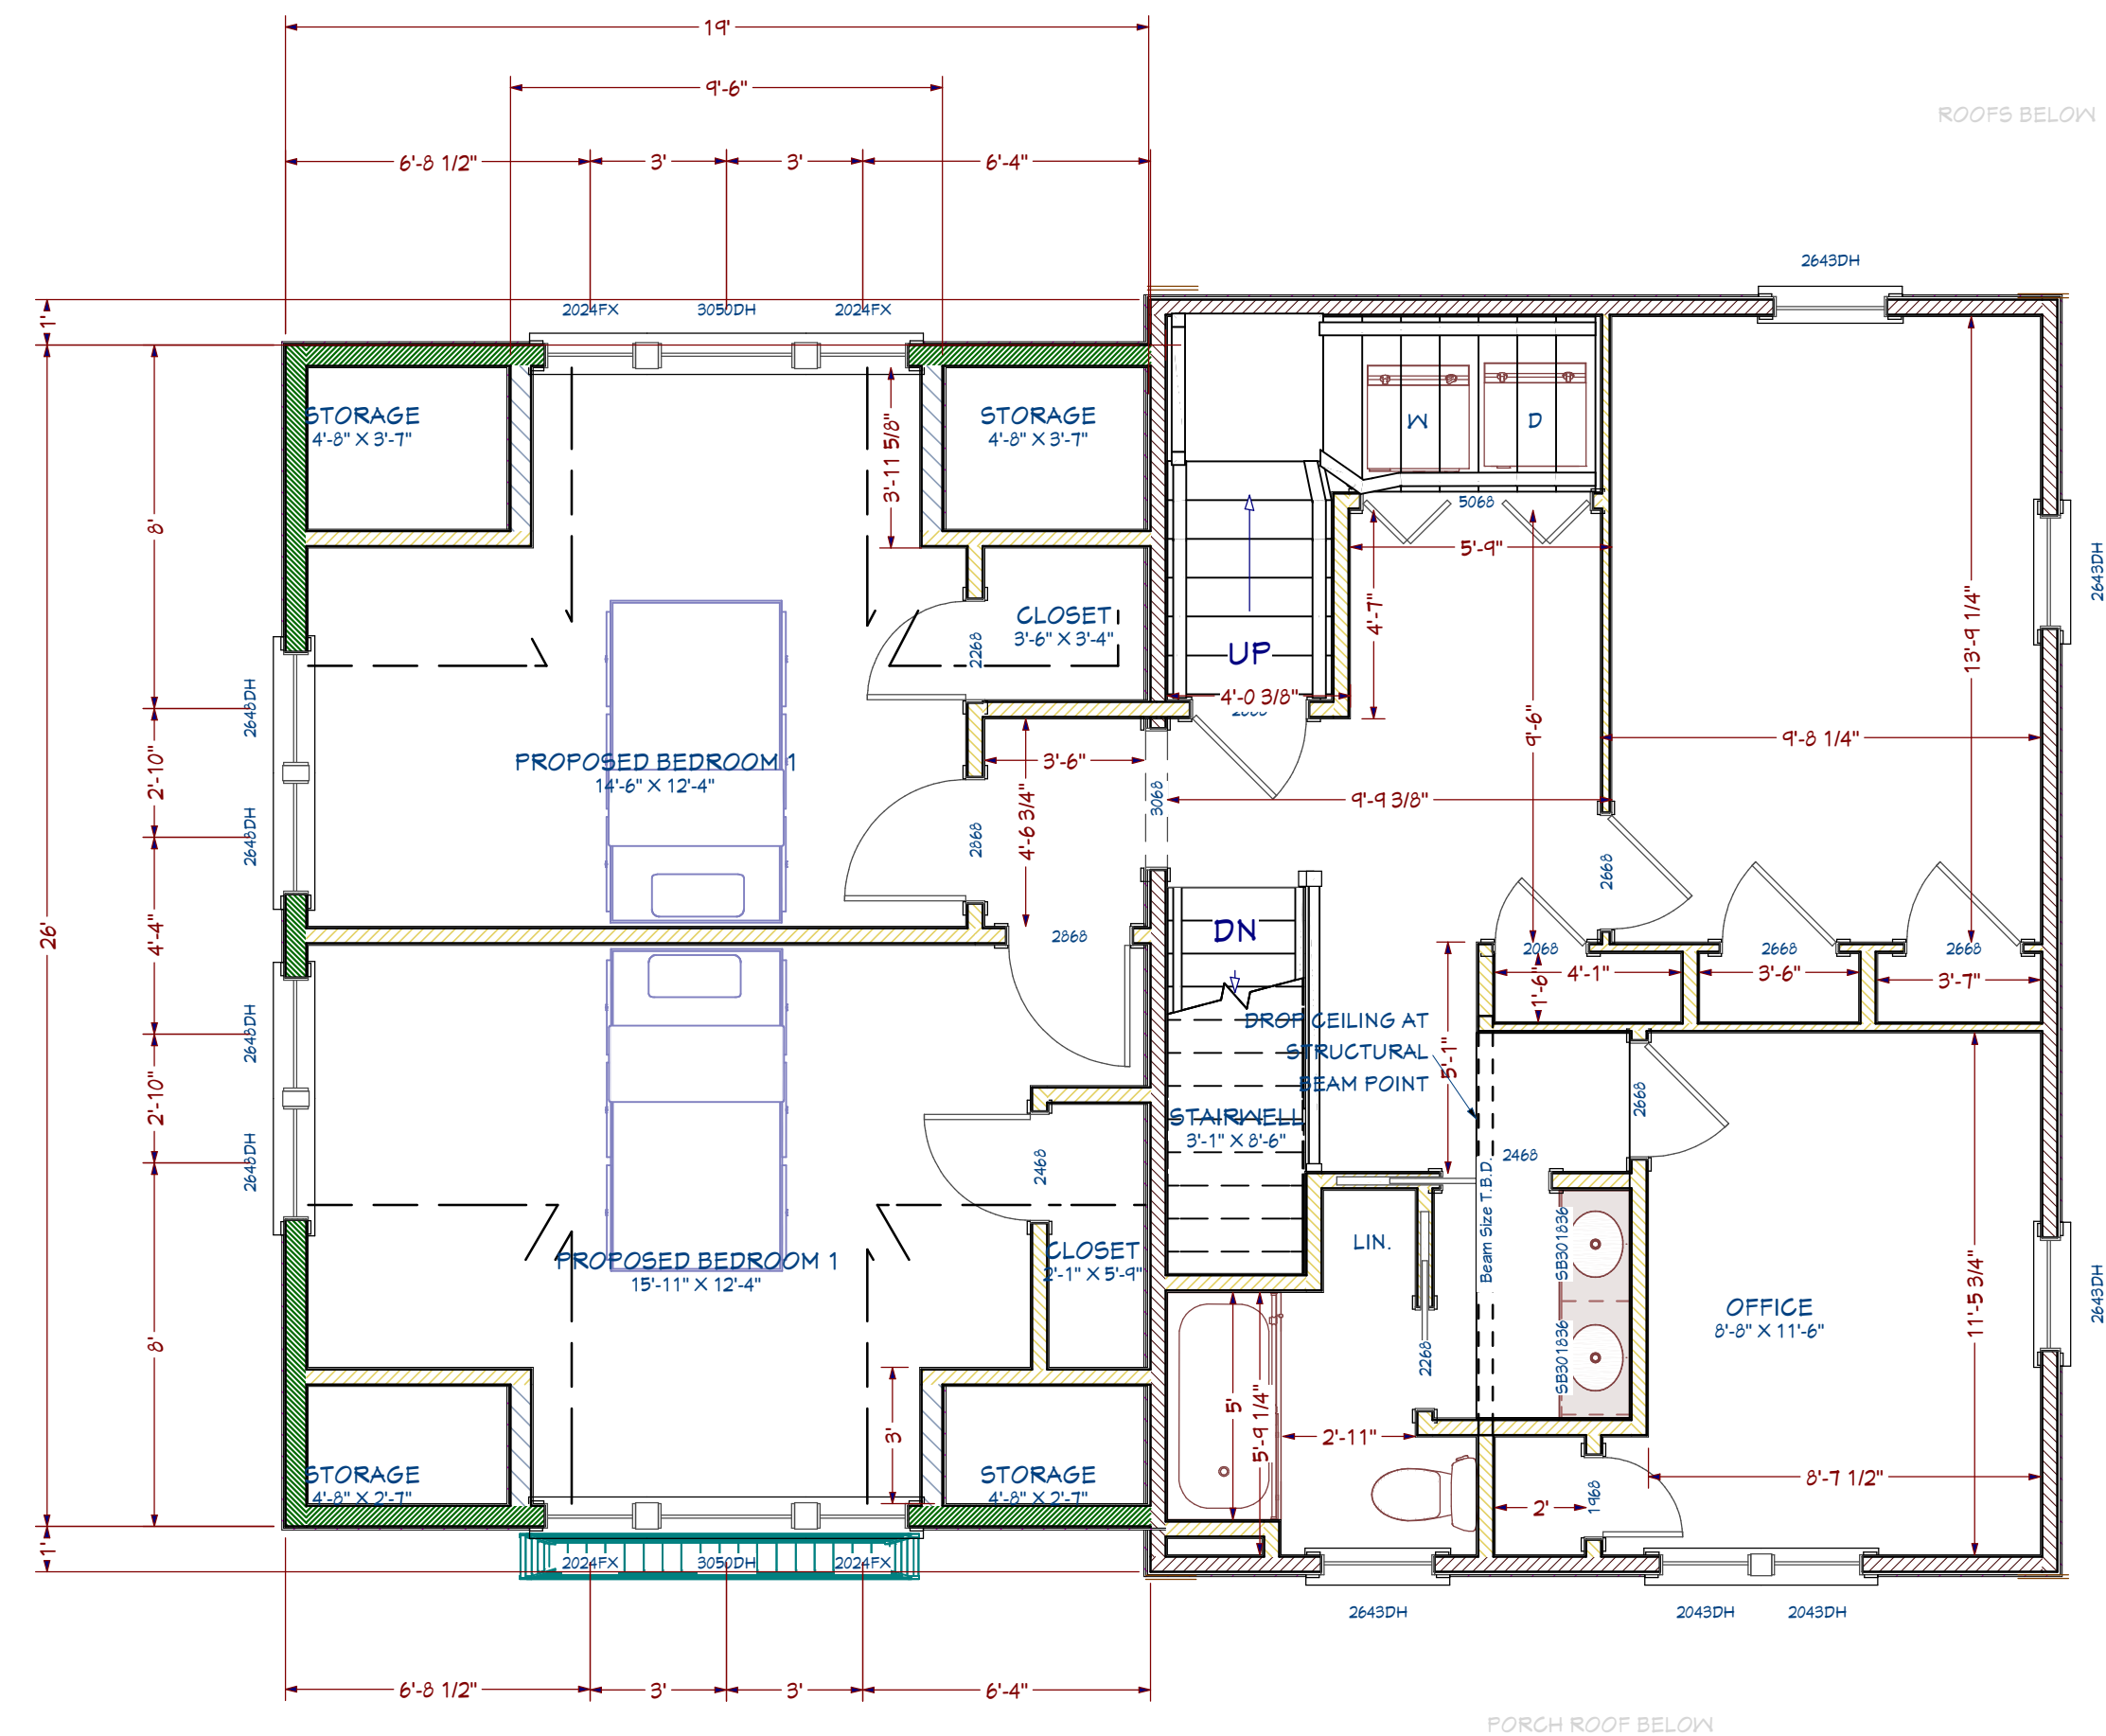 19'
9'-6"
ROOFS BELOW
6'-8 1/2"
3'
3'
6'-4"
2643DH
2024FX
3050DH
2024FX
1'
STORAGE
4'-8" X 3'-7"
STORAGE
4'-8" X 3'-7"
3'-11 5/8"
W
D
5068
5'-9"
8'
2643DH
CLOSET
3'-6" X 3'-4"
2268
4'-7"
13'-9 1/4"
UP
4'-0 3/8"
2648DH
9'-6"
9'-8 1/4"
PROPOSED BEDROOM 1
14'-6" X 12'-4"
3'-6"
2'-10"
3068
9'-9 3/8"
2648DH
2868
4'-6 3/4"
2668
26'
4'-4"
2868
DN
2068
2668
2668
4'-1"
3'-6"
3'-7"
1'-6"
2648DH
DROP CEILING AT
STRUCTURAL
BEAM POINT
5'-1"
2'-10"
2668
STAIRWELL
3'-1" X 8'-6"
2648DH
2468
2468
Beam Size T.B.D.
LIN.
SB301836
CLOSET
2'-1" X 5'-9"
PROPOSED BEDROOM 1
15'-11" X 12'-4"
OFFICE
8'-8" X 11'-6"
11'-5 3/4"
2643DH
8'
2268
SB301836
5'
5'-9 1/4"
3'
2'-11"
STORAGE
4'-8" X 2'-7"
STORAGE
4'-8" X 2'-7"
8'-7 1/2"
2'
1968
1'
2024FX
3050DH
2024FX
2643DH
2043DH
2043DH
6'-8 1/2"
3'
3'
6'-4"
PORCH ROOF BELOW